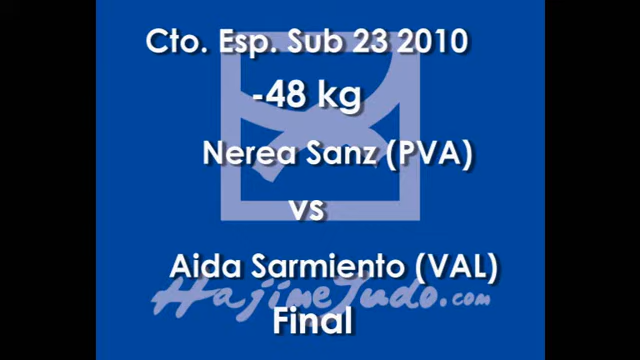 Cto. Esp. Sub 23 2010
-48 kg
Nerea Sanz (PVA)
vs
Aida Sarmiento (VAL)
HajimeJudo.com
Final